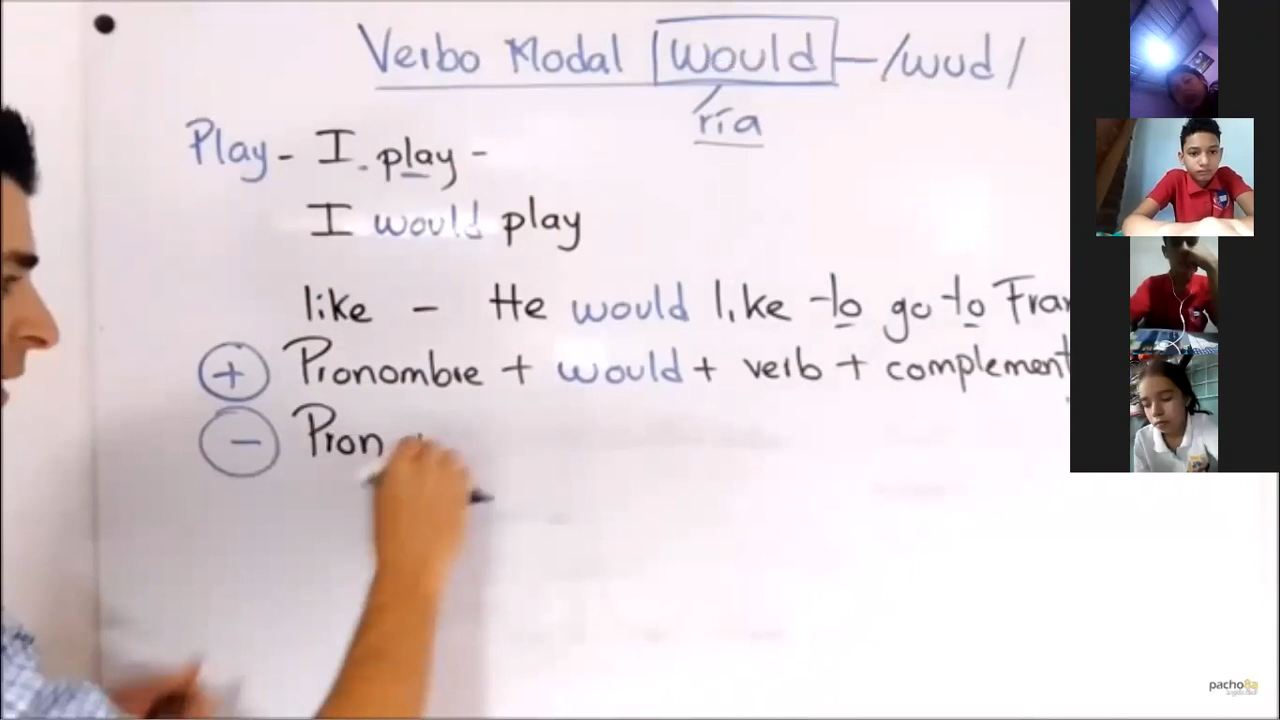 Verbo Modal would - /wud/
ría
Play - I play -
I would play
like - He would like to go to Fran
+ Pronombre + would + verb + complement
- Pron +
pacho8a